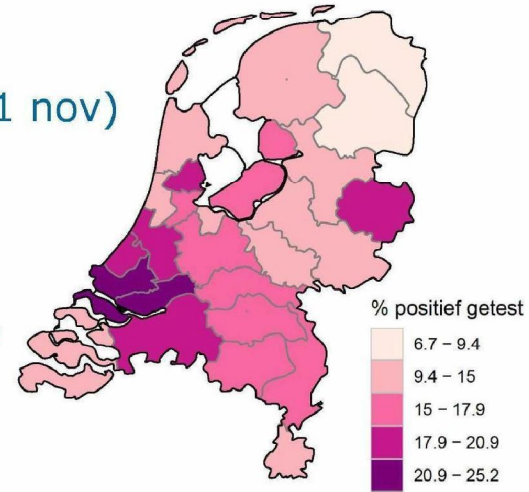 1 nov)
% positief getest
6.7 – 9.4
9.4 – 15
15 – 17.9
17.9 – 20.9
20.9 – 25.2